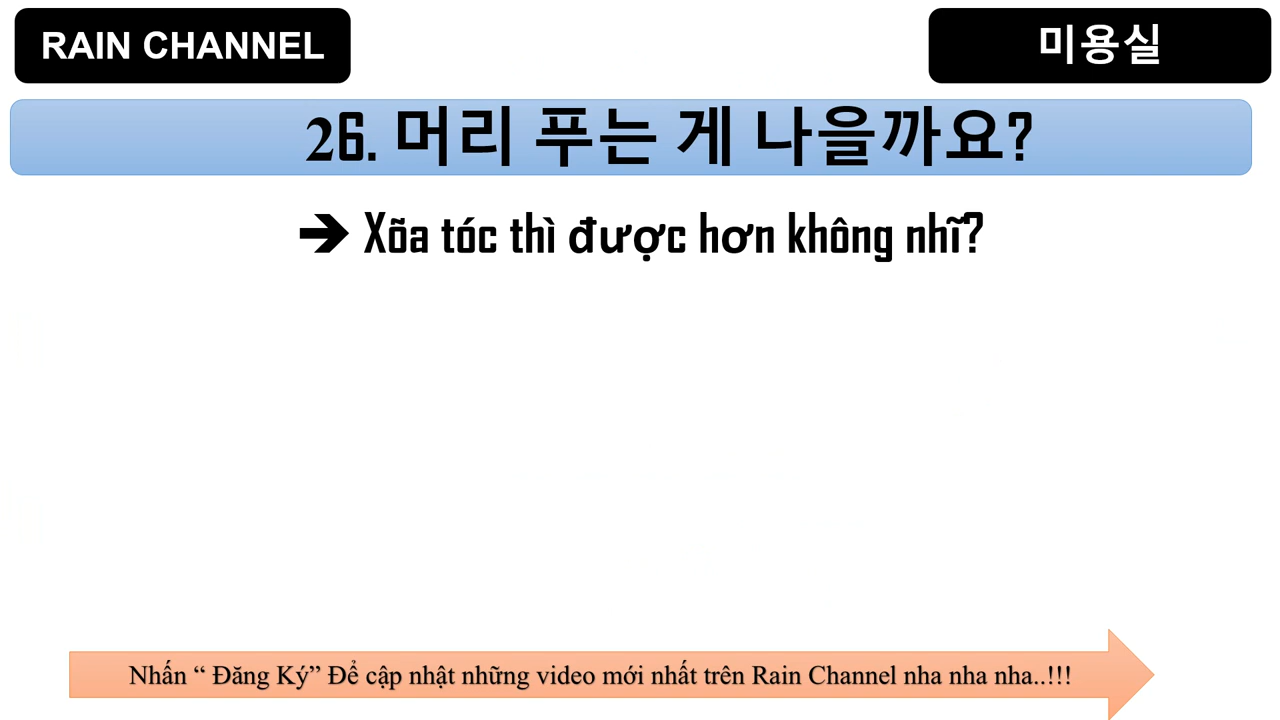 RAIN CHANNEL
미용실
26. 머리 푸는 게 나을까요?
➔ Xõa tóc thì được hơn không nhĩ?
Nhấn “ Đăng Ký” Để cập nhật những video mới nhất trên Rain Channel nha nha nha..!!!